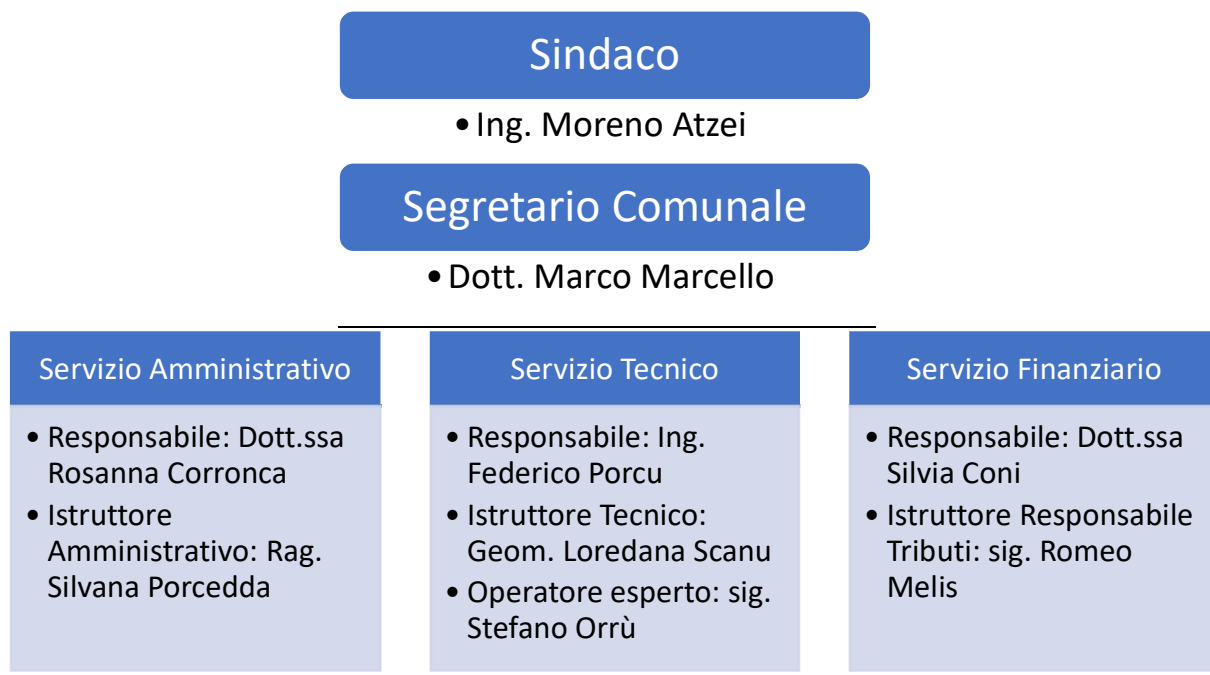 Sindaco
• Ing. Moreno Atzei
Segretario Comunale
• Dott. Marco Marcello
Servizio Amministrativo
• Responsabile: Dott.ssa
Rosanna Corronca
• Istruttore
Amministrativo: Rag.
Silvana Porcedda
Servizio Tecnico
• Responsabile: Ing.
Federico Porcu
• Istruttore Tecnico:
Geom. Loredana Scanu
• Operatore esperto: sig.
Stefano Orrù
Servizio Finanziario
• Responsabile: Dott.ssa
Silvia Coni
• Istruttore Responsabile
Tributi: sig. Romeo
Melis